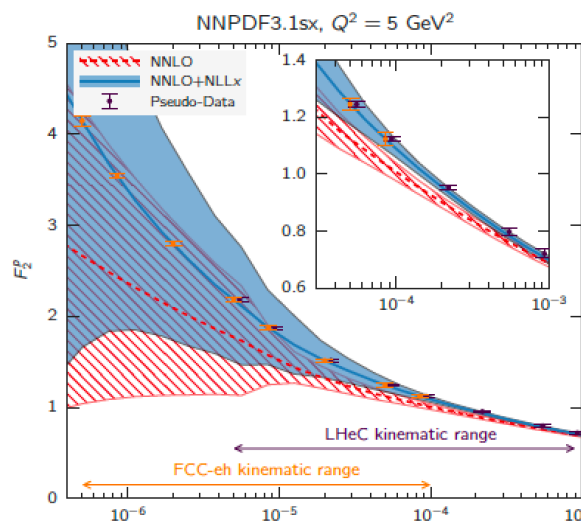 NNPDF3.1sx, Q² = 5 GeV²
NNLO
NNLO+NLLx
Pseudo-Data
5
4
3
2
1
0
F₂ᵖ
1.4
1.2
1.0
0.8
0.6
10⁻⁴
10⁻³
LHeC kinematic range
FCC-eh kinematic range
10⁻⁶
10⁻⁵
10⁻⁴